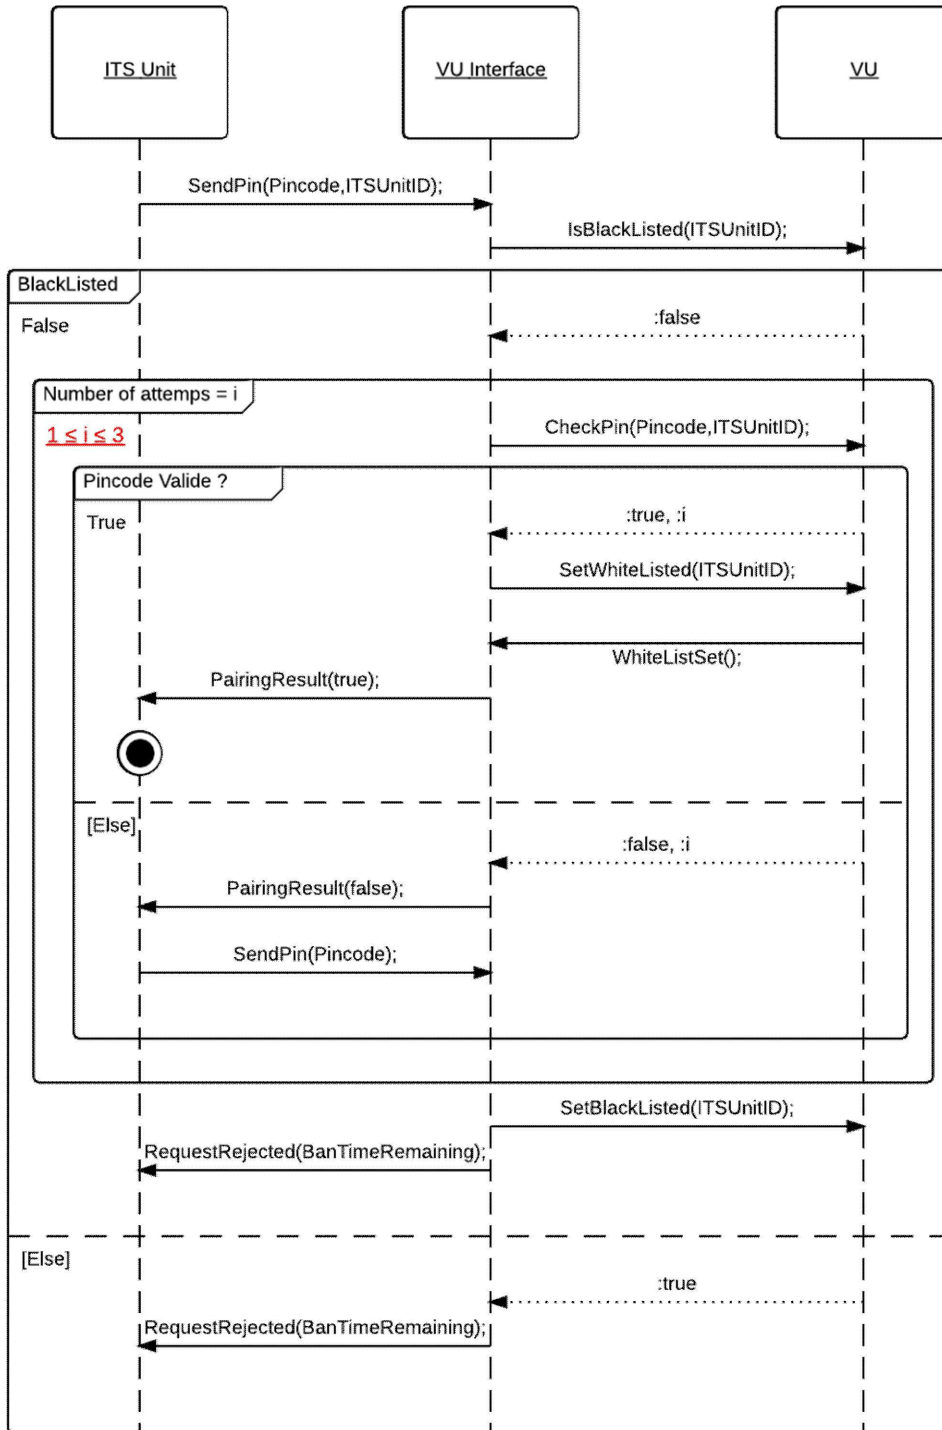 ITS Unit
VU Interface
VU
SendPin(Pincode,ITSUnitID);
IsBlackListed(ITSUnitID);
BlackListed
False
:false
Number of attemps = i
1 ≤ i ≤ 3
CheckPin(Pincode,ITSUnitID);
Pincode Valide ?
True
:true, :i
SetWhiteListed(ITSUnitID);
WhiteListSet();
PairingResult(true);
[Else]
:false, :i
PairingResult(false);
SendPin(Pincode);
SetBlackListed(ITSUnitID);
RequestRejected(BanTimeRemaining);
[Else]
:true
RequestRejected(BanTimeRemaining);